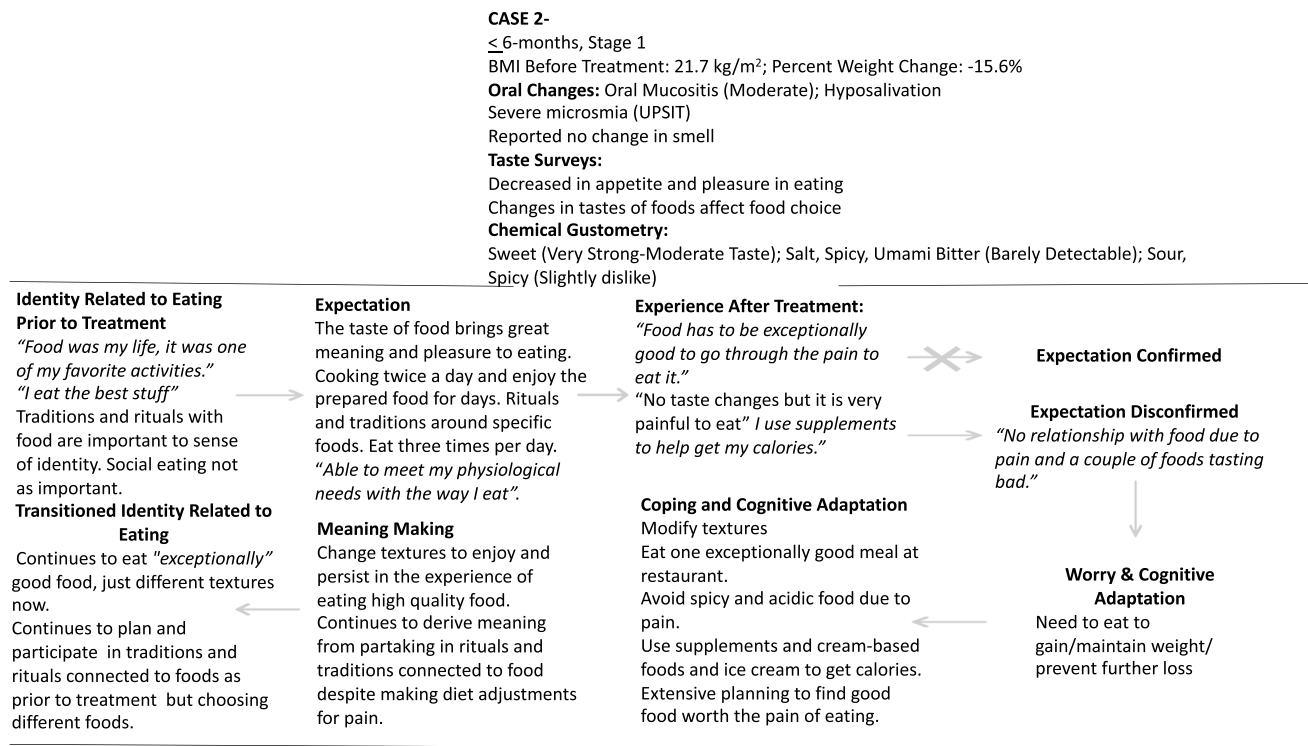 CASE 2-
< 6-months, Stage 1
BMI Before Treatment: 21.7 kg/m²; Percent Weight Change: -15.6%
Oral Changes: Oral Mucositis (Moderate); Hyposalivation
Severe microsmia (UPSIT)
Reported no change in smell
Taste Surveys:
Decreased in appetite and pleasure in eating
Changes in tastes of foods affect food choice
Chemical Gustometry:
Sweet (Very Strong-Moderate Taste); Salt, Spicy, Umami Bitter (Barely Detectable); Sour,
Spicy (Slightly dislike)
Identity Related to Eating
Prior to Treatment
“Food was my life, it was one
of my favorite activities.”
“I eat the best stuff”
Traditions and rituals with
food are important to sense
of identity. Social eating not
as important.
Expectation
The taste of food brings great
meaning and pleasure to eating.
Cooking twice a day and enjoy the
prepared food for days. Rituals
and traditions around specific
foods. Eat three times per day.
“Able to meet my physiological
needs with the way I eat”.
Experience After Treatment:
“Food has to be exceptionally
good to go through the pain to
eat it.”
“No taste changes but it is very
painful to eat” I use supplements
to help get my calories.”
Expectation Confirmed
Expectation Disconfirmed
“No relationship with food due to
pain and a couple of foods tasting
bad.”
Worry & Cognitive
Adaptation
Need to eat to
gain/maintain weight/
prevent further loss
Coping and Cognitive Adaptation
Modify textures
Eat one exceptionally good meal at
restaurant.
Avoid spicy and acidic food due to
pain.
Use supplements and cream-based
foods and ice cream to get calories.
Extensive planning to find good
food worth the pain of eating.
Meaning Making
Change textures to enjoy and
persist in the experience of
eating high quality food.
Continues to derive meaning
from partaking in rituals and
traditions connected to food
despite making diet adjustments
for pain.
Transitioned Identity Related to
Eating
Continues to eat "exceptionally”
good food, just different textures
now.
Continues to plan and
participate in traditions and
rituals connected to foods as
prior to treatment but choosing
different foods.